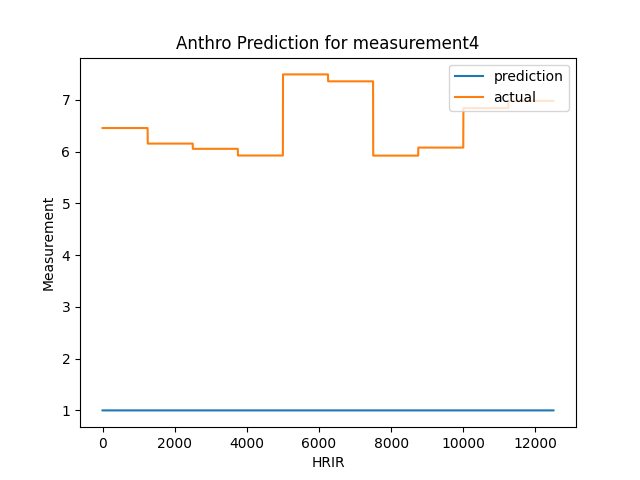 Anthro Prediction for measurement4
prediction
actual
7
6
5
4
3
2
1
Measurement
0
2000
4000
6000
8000
10000
12000
HRIR